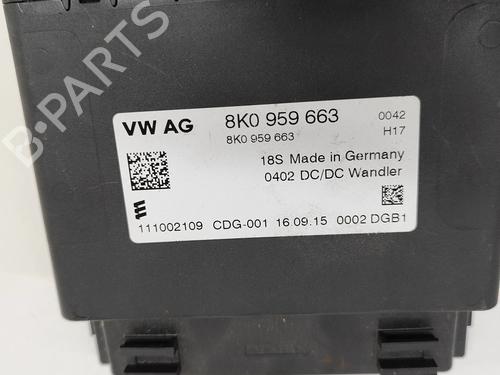 B-PARTS
VW AG 8K0 959 663 0042
8K0 959 663 H17
18S Made in Germany
0402 DC/DC Wandler
111002109 CDG-001 16.09.15 0002 DGB1